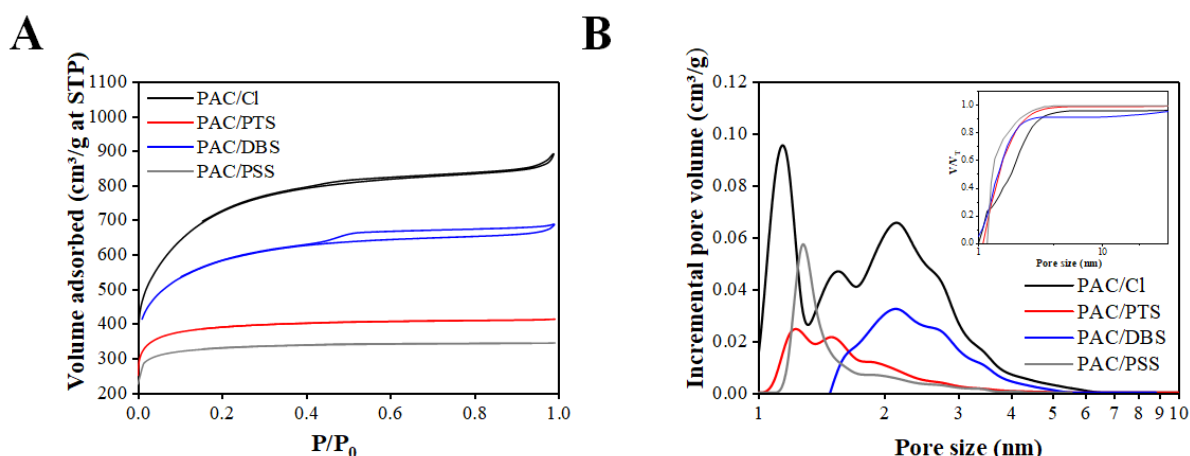 A
Volume adsorbed (cm³/g at STP)
1100
1000
900
800
700
600
500
400
300
200
PAC/Cl
PAC/PTS
PAC/DBS
PAC/PSS
0.0 0.2 0.4 0.6 0.8 1.0
P/P₀
B
Incremental pore volume (cm³/g)
0.12
0.10
0.08
0.06
0.04
0.02
0.00
V/V_T
1.0
0.8
0.6
0.4
0.2
0.0
1 10
Pore size (nm)
PAC/Cl
PAC/PTS
PAC/DBS
PAC/PSS
1 2 3 4 5 6 7 8 9 10
Pore size (nm)